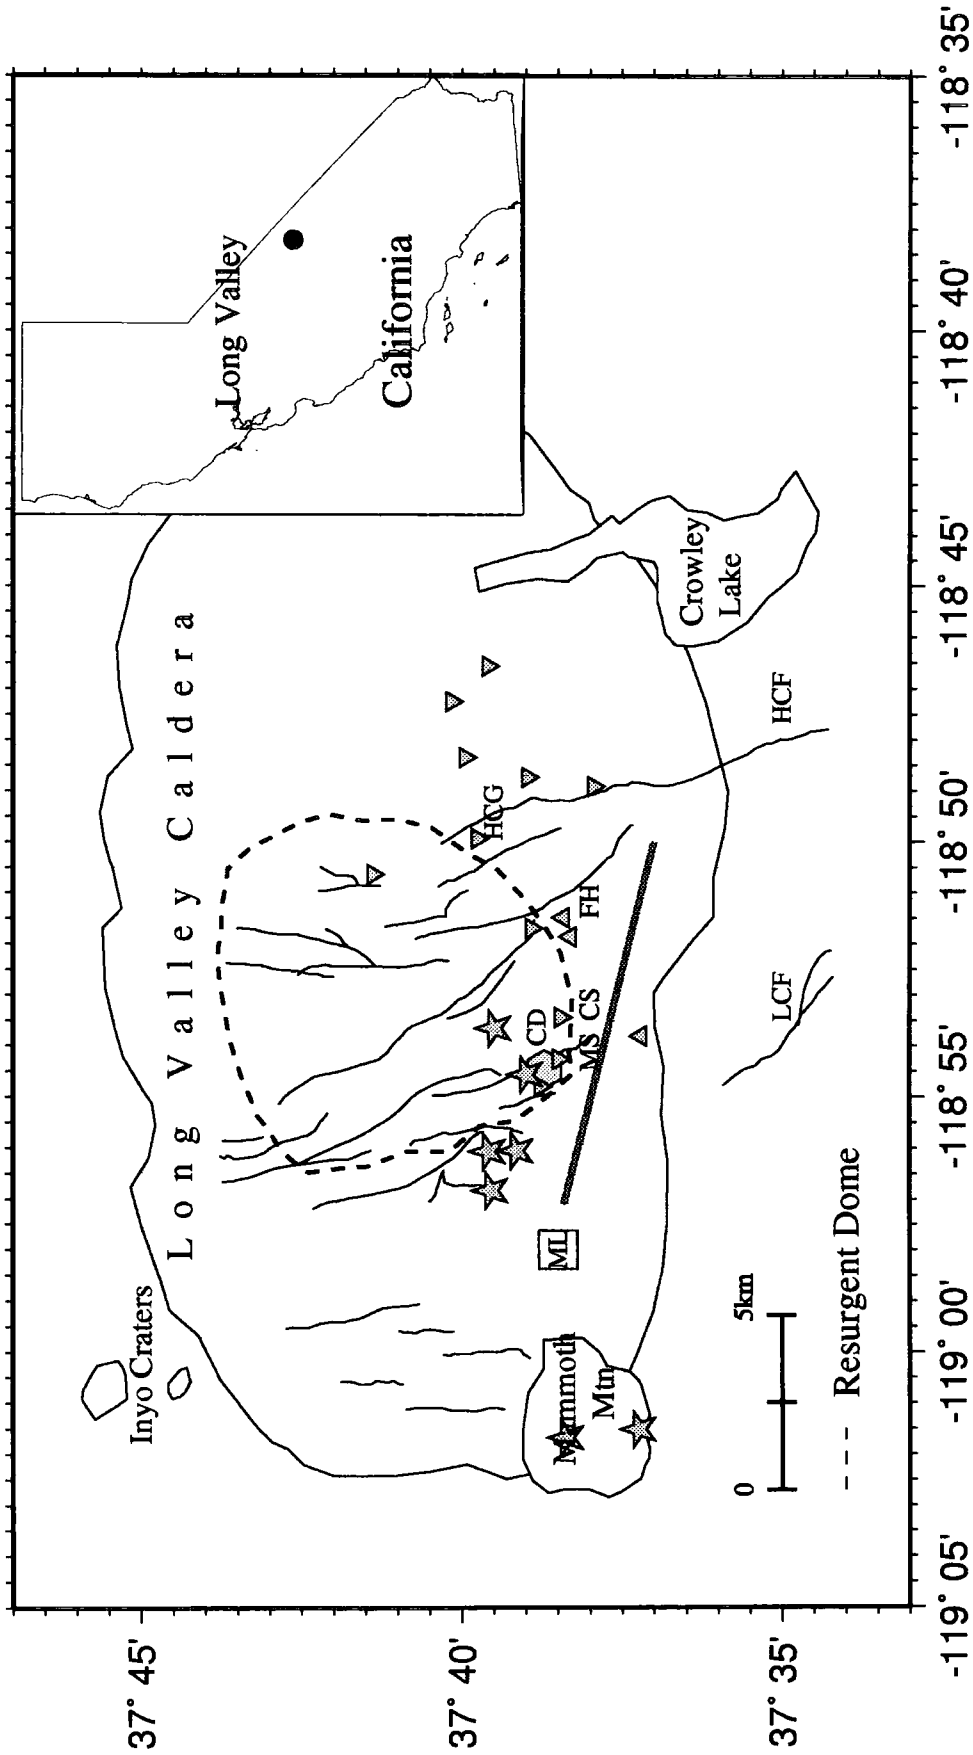 Long Valley Caldera
Inyo Craters
Long Valley
California
Crowley
Lake
HCG
FH
CD
CS
MS
ML
Mammoth
Mtn
HCF
LCF
0
5km
--- Resurgent Dome
37° 45'
37° 40'
37° 35'
-119° 05'
-119° 00'
-118° 55'
-118° 50'
-118° 45'
-118° 40'
-118° 35'